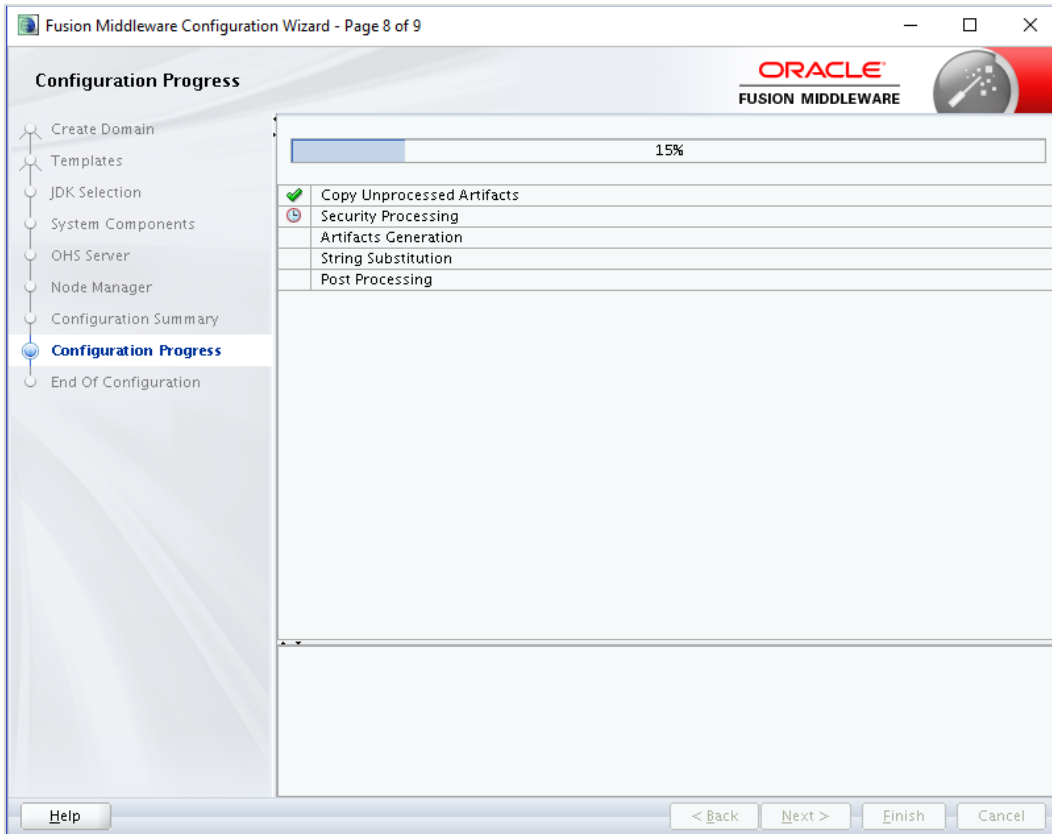 Fusion Middleware Configuration Wizard - Page 8 of 9
Configuration Progress
ORACLE
FUSION MIDDLEWARE
Create Domain
Templates
JDK Selection
System Components
OHS Server
Node Manager
Configuration Summary
Configuration Progress
End Of Configuration
15%
Copy Unprocessed Artifacts
Security Processing
Artifacts Generation
String Substitution
Post Processing
Help
< Back
Next >
Finish
Cancel